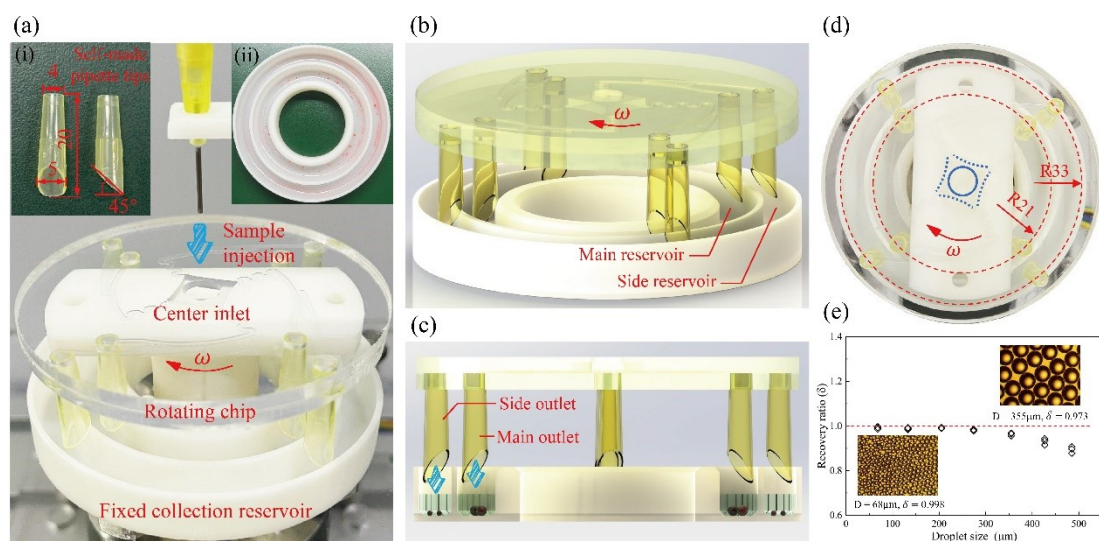 (a)
(i)
Self-made
pipette tips
4
20
5
45°
(ii)
Sample
injection
Center inlet
ω
Rotating chip
Fixed collection reservoir
(b)
ω
Main reservoir
Side reservoir
(c)
Side outlet
Main outlet
(d)
R33
R21
ω
(e)
Recovery ratio (δ)
1.4
1.2
1.0
0.8
0.6
D=355μm, δ = 0.973
D=68μm, δ = 0.998
0 100 200 300 400 500
Droplet size (μm)